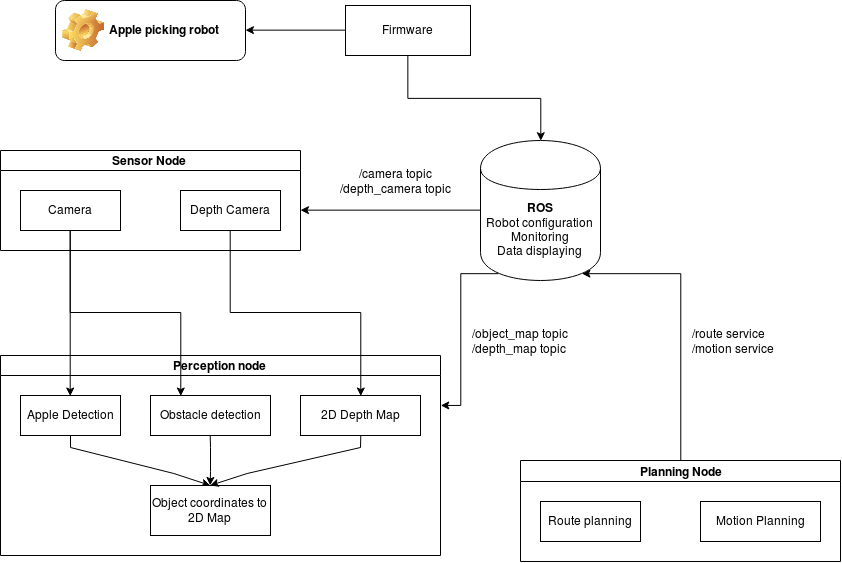 Apple picking robot
Firmware
Sensor Node
Camera
Depth Camera
/camera topic
/depth_camera topic
ROS
Robot configuration
Monitoring
Data displaying
/object_map topic
/depth_map topic
/route service
/motion service
Perception node
Apple Detection
Obstacle detection
2D Depth Map
Object coordinates to
2D Map
Planning Node
Route planning
Motion Planning